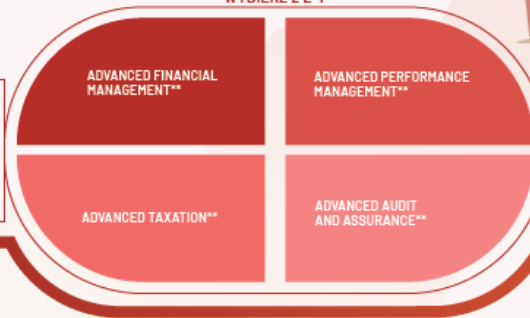 ADVANCED FINANCIAL
MANAGEMENT**
ADVANCED PERFORMANCE
MANAGEMENT**
ADVANCED TAXATION**
ADVANCED AUDIT
AND ASSURANCE**